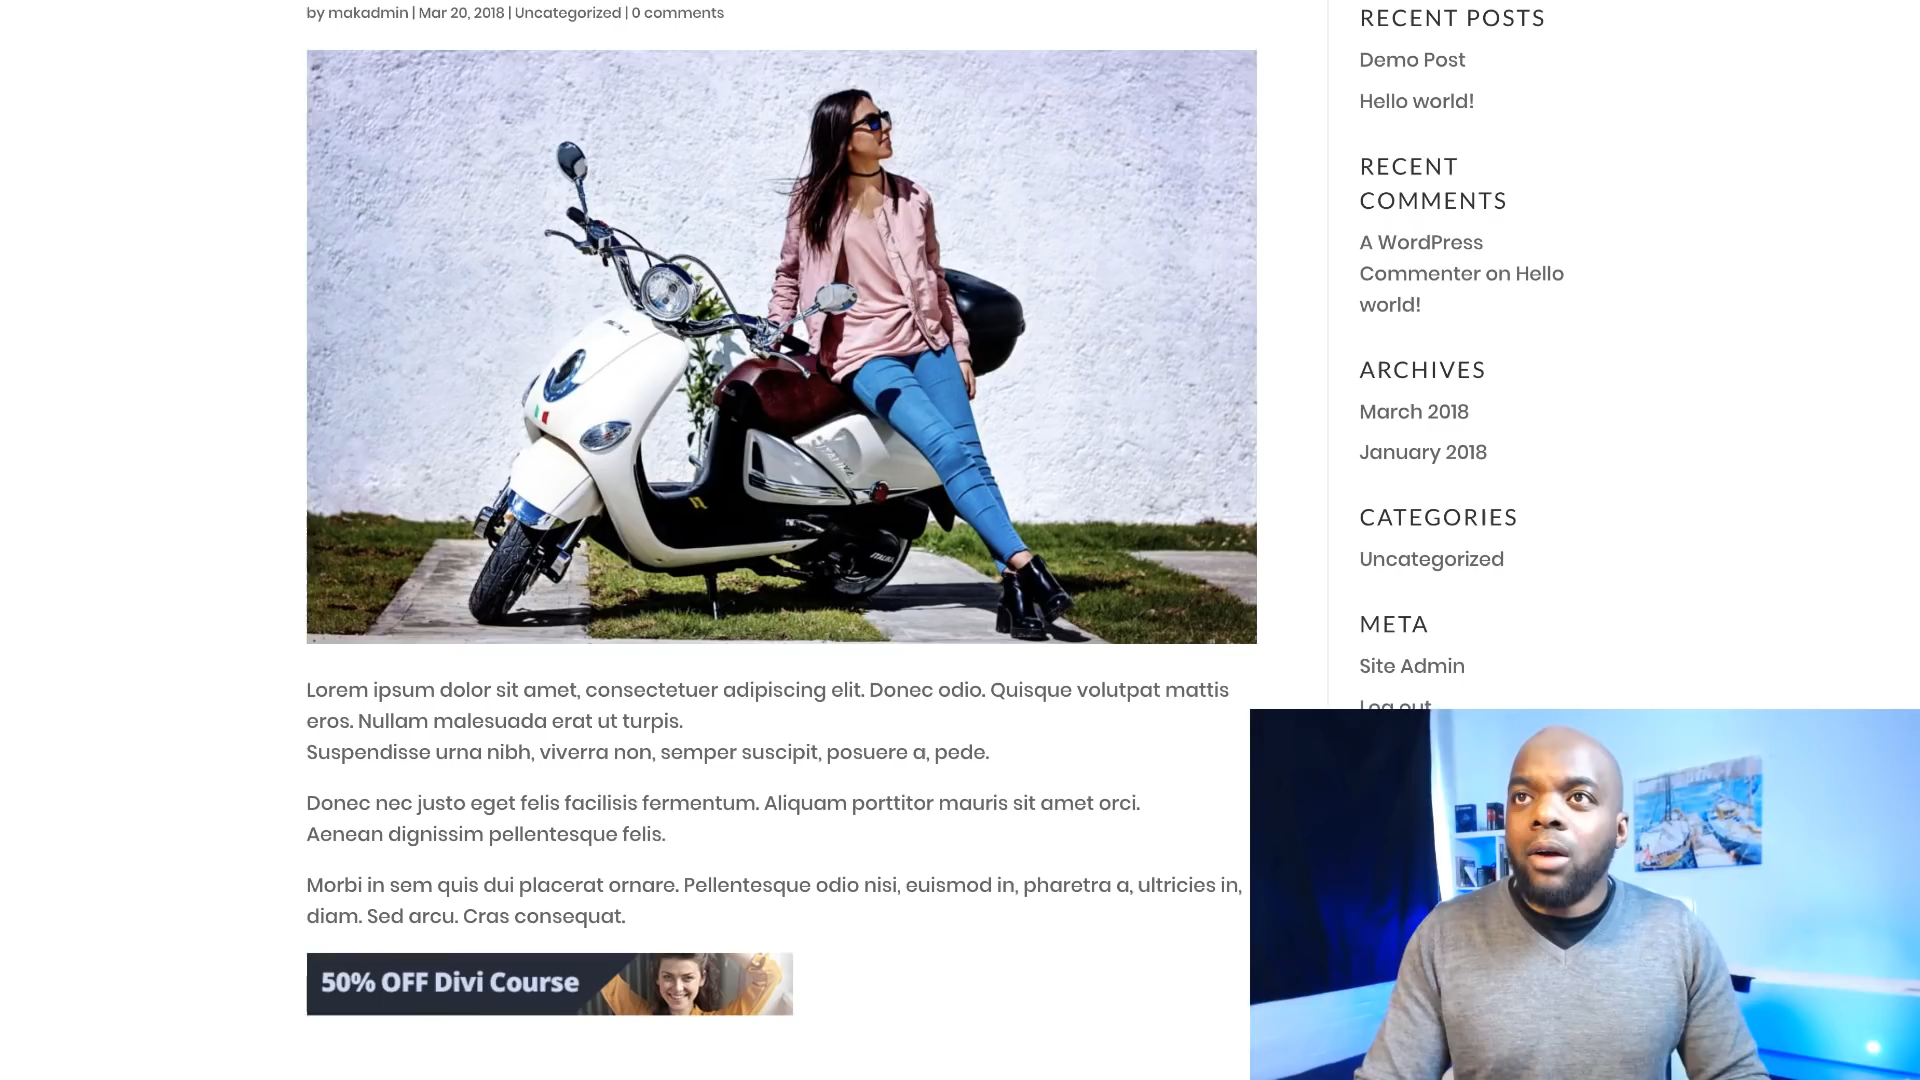 by makadmin | Mar 20, 2018 | Uncategorized | 0 comments
ITALIKA
Lorem ipsum dolor sit amet, consectetuer adipiscing elit. Donec odio. Quisque volutpat mattis
eros. Nullam malesuada erat ut turpis.
Suspendisse urna nibh, viverra non, semper suscipit, posuere a, pede.
Donec nec justo eget felis facilisis fermentum. Aliquam porttitor mauris sit amet orci.
Aenean dignissim pellentesque felis.
Morbi in sem quis dui placerat ornare. Pellentesque odio nisi, euismod in, pharetra a, ultricies in,
diam. Sed arcu. Cras consequat.
50% OFF Divi Course
RECENT POSTS
Demo Post
Hello world!
RECENT
COMMENTS
A WordPress
Commenter on Hello
world!
ARCHIVES
March 2018
January 2018
CATEGORIES
Uncategorized
META
Site Admin
Log out